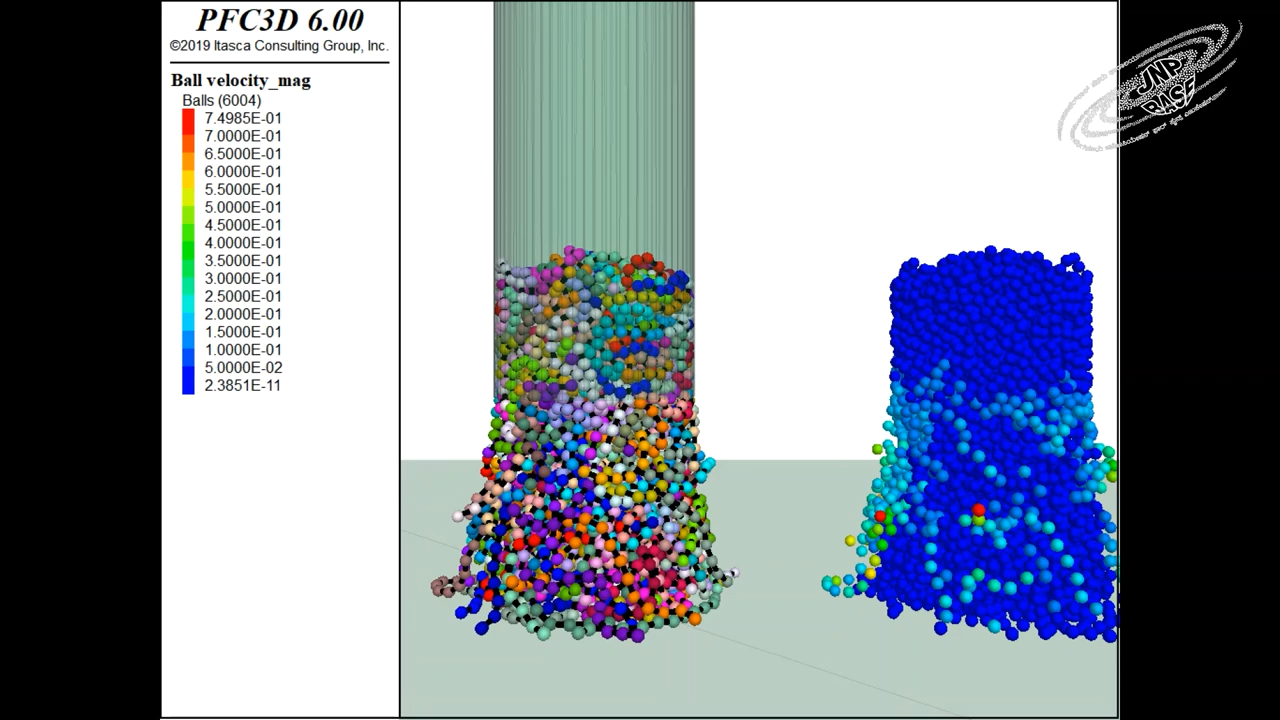 PFC3D 6.00
©2019 Itasca Consulting Group, Inc.
Ball velocity_mag
Balls (6004)
7.4985E-01
7.0000E-01
6.5000E-01
6.0000E-01
5.5000E-01
5.0000E-01
4.5000E-01
4.0000E-01
3.5000E-01
3.0000E-01
2.5000E-01
2.0000E-01
1.5000E-01
1.0000E-01
5.0000E-02
2.3851E-11
JNP
BASE